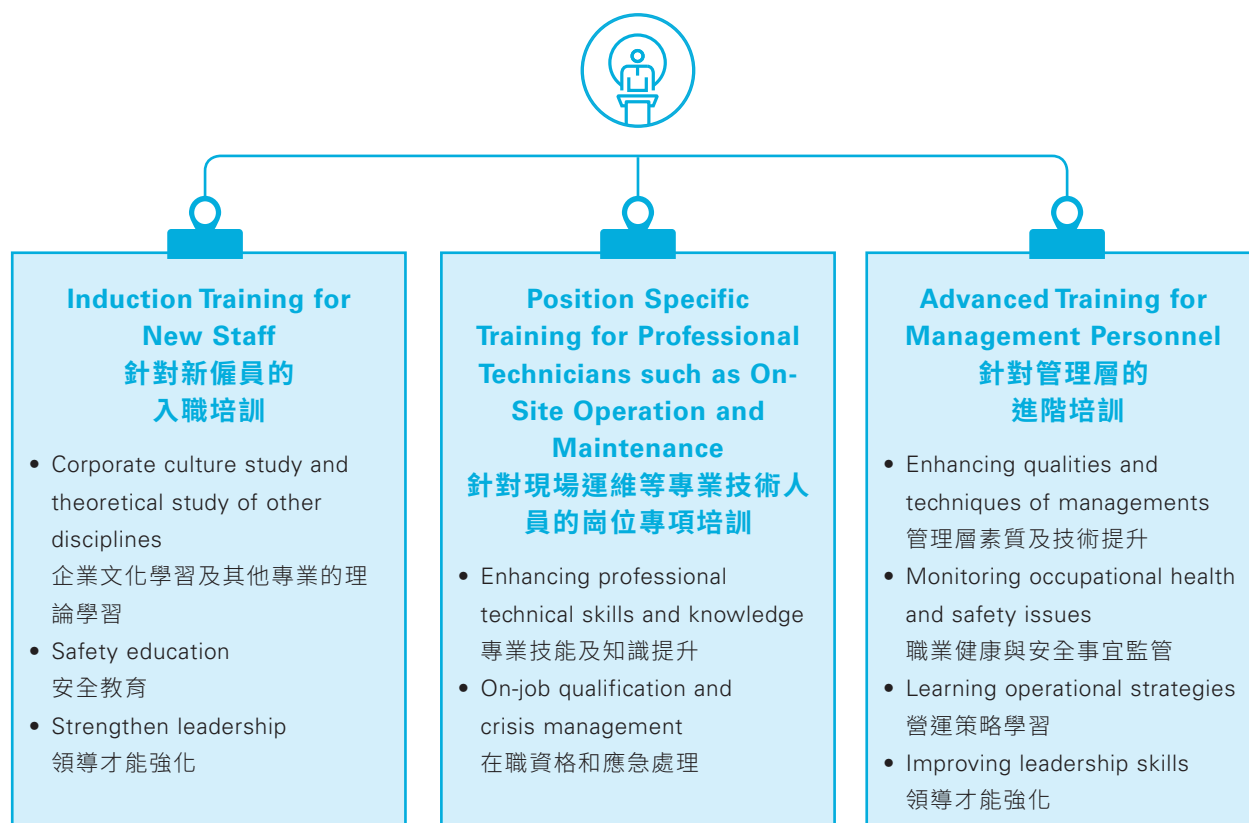 Induction Training for
New Staff
針對新僱員的
入職培訓
• Corporate culture study and
theoretical study of other
disciplines
企業文化學習及其他專業的理
論學習
• Safety education
安全教育
• Strengthen leadership
領導才能強化
Position Specific
Training for Professional
Technicians such as On-
Site Operation and
Maintenance
針對現場運維等專業技術人
員的崗位專項培訓
• Enhancing professional
technical skills and knowledge
專業技能及知識提升
• On-job qualification and
crisis management
在職資格和應急處理
Advanced Training for
Management Personnel
針對管理層的
進階培訓
• Enhancing qualities and
techniques of managements
管理層素質及技術提升
• Monitoring occupational health
and safety issues
職業健康與安全事宜監管
• Learning operational strategies
營運策略學習
• Improving leadership skills
領導才能強化